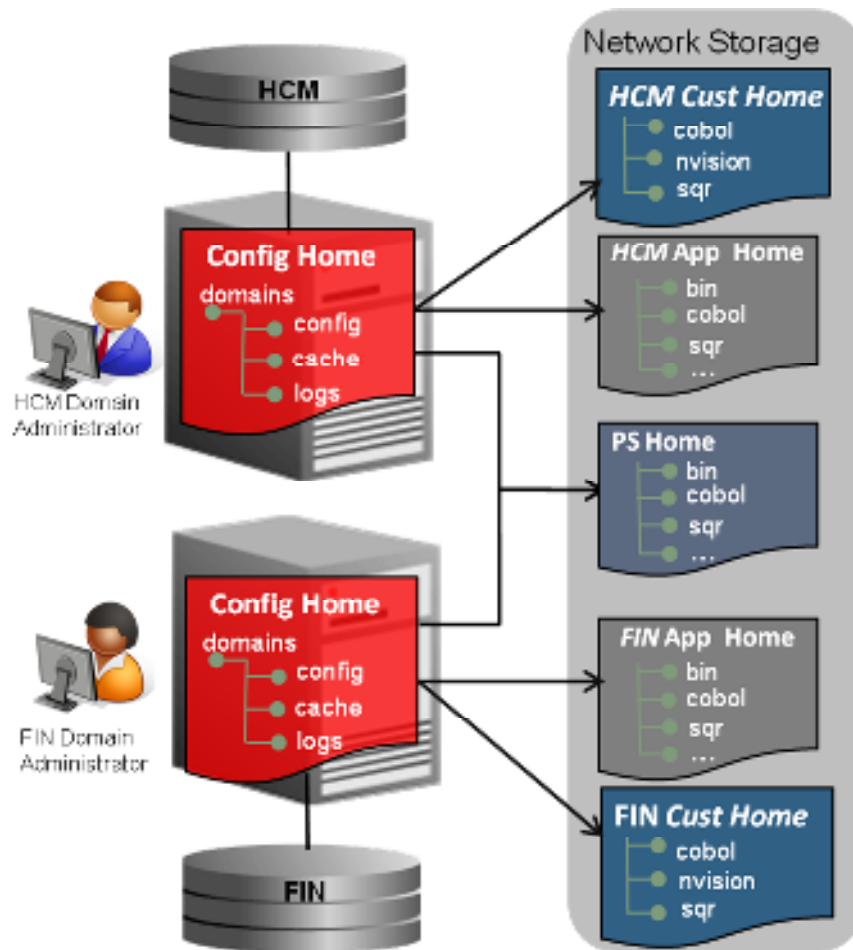 Network Storage
HCM
HCM Cust Home
cobol
nvision
sqr
Config Home
domains
config
cache
logs
HCM App Home
bin
cobol
sqr
...
HCM Domain
Administrator
PS Home
bin
cobol
sqr
...
Config Home
domains
config
cache
logs
FIN App Home
bin
cobol
sqr
...
FIN Domain
Administrator
FIN Cust Home
cobol
nvision
sqr
FIN